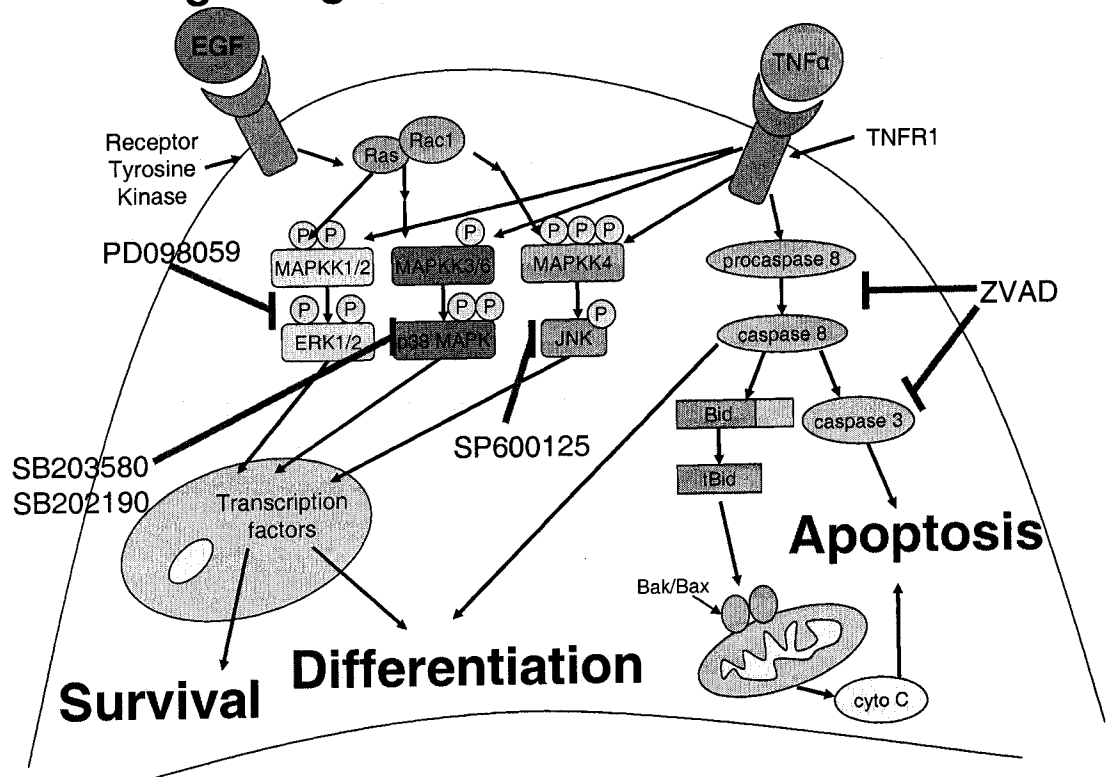 EGF
TNFα
Receptor
Tyrosine
Kinase
Ras
Rac1
TNFR1
P P
P
P P P
PD098059
MAPKK1/2
MAPKK3/6
MAPKK4
procaspase 8
ZVAD
P P
P P
P
ERK1/2
p38 MAPK
JNK
caspase 8
Bid
caspase 3
SP600125
SB203580
SB202190
tBid
Transcription
factors
Apoptosis
Bak/Bax
Differentiation
Survival
cyto C